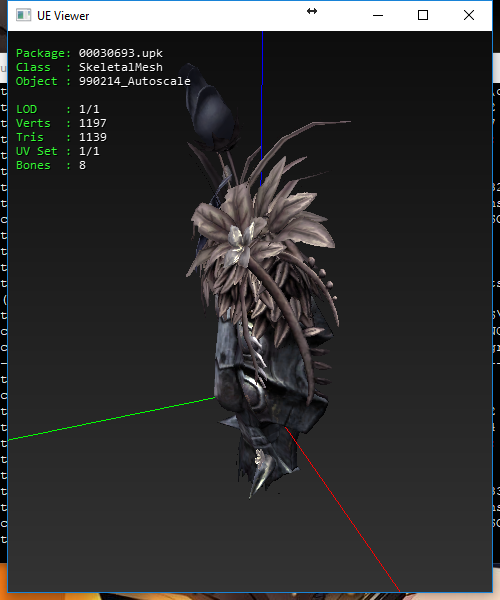 UE Viewer
Package: 00030693.upk
Class : SkeletalMesh
Object : 990214_Autoscale
LOD : 1/1
Verts : 1197
Tris : 1139
UV Set : 1/1
Bones : 8